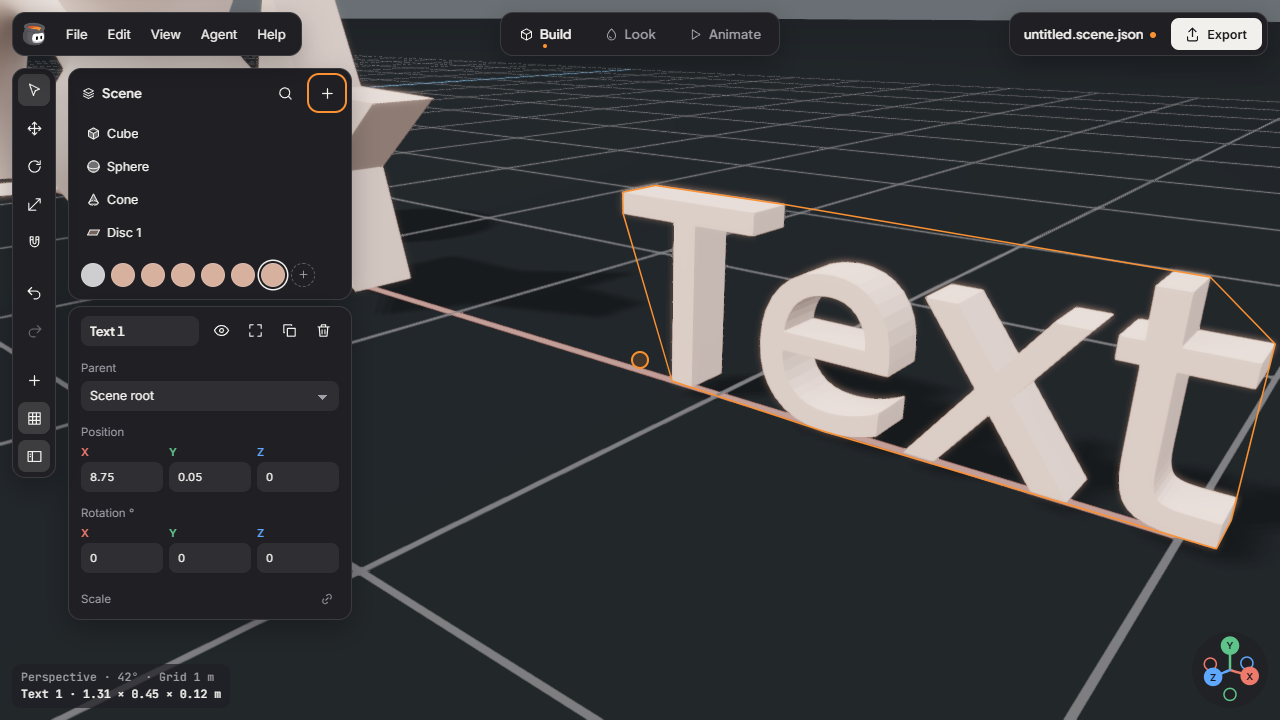 File Edit View Agent Help
Build Look Animate
untitled.scene.json Export
Scene
Cube
Sphere
Cone
Disc 1
Text 1
Parent
Scene root
Position
X Y Z
8.75 0.05 0
Rotation °
X Y Z
0 0 0
Scale
Text
Perspective · 42° · Grid 1 m
Text 1 · 1.31 × 0.45 × 0.12 m
Y
Z X